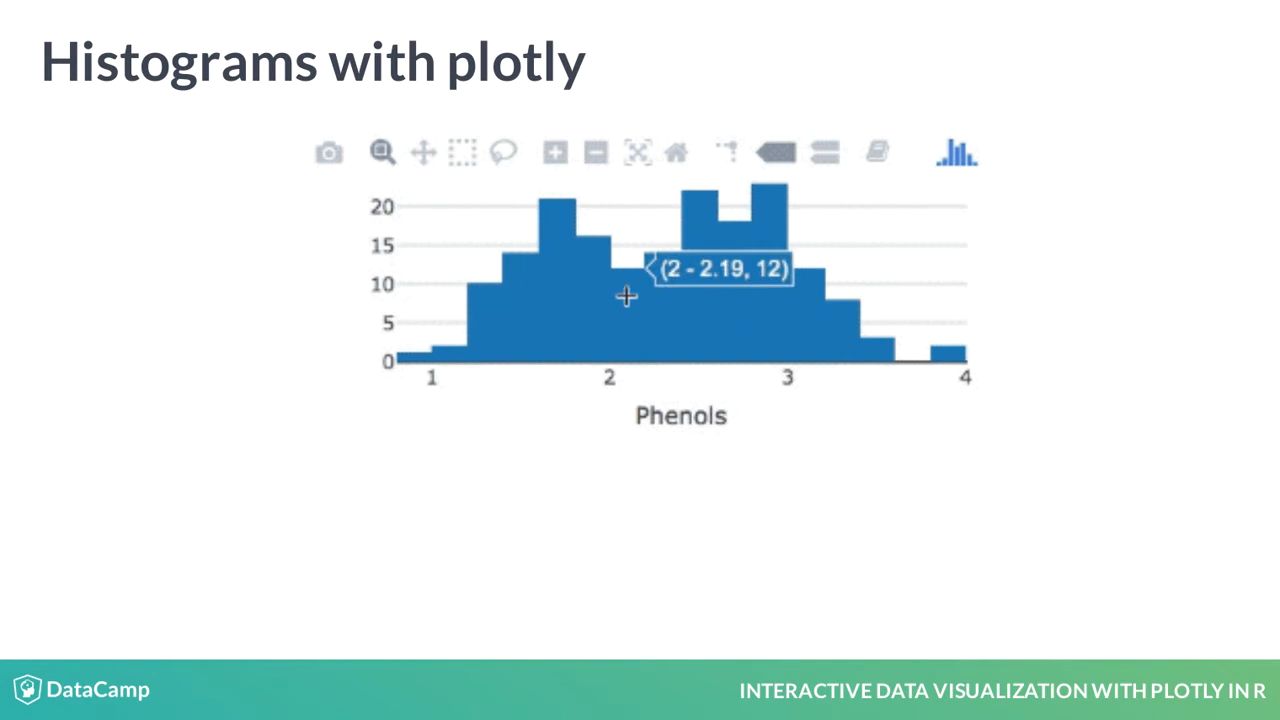 Histograms with plotly
20
15
10
5
0
(2 - 2.19, 12)
1 2 3 4
Phenols
DataCamp
INTERACTIVE DATA VISUALIZATION WITH PLOTLY IN R